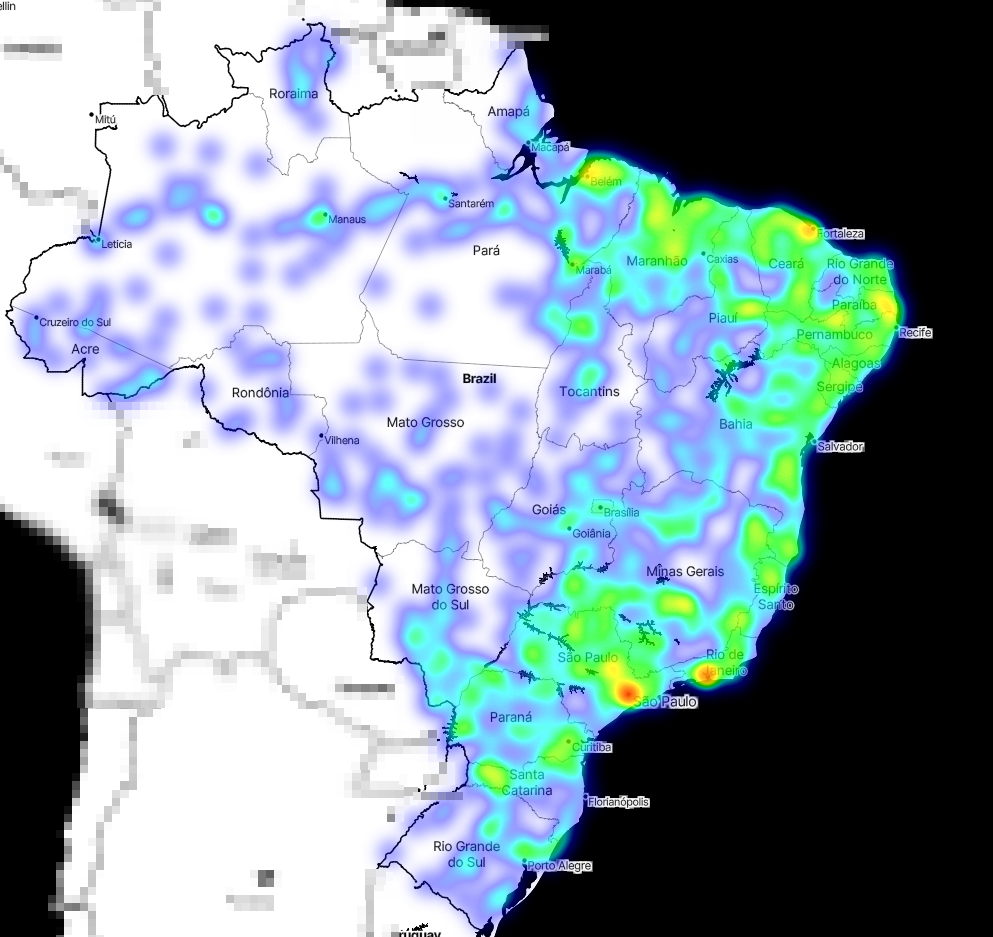 ellin
Roraima
Amapá
Mitú
Macapá
Belém
Santarém
Manaus
Fortaleza
Leticia
Pará
Maranhão
Caxias
Ceará
Rio Grande
do Norte
Marabá
Paraíba
Piauí
Cruzeiro do Sul
Pernambuco
Recife
Acre
Alagoas
Brazil
Sergipe
Rondônia
Tocantins
Mato Grosso
Bahia
Vilhena
Salvador
Goiás
Brasília
Goiânia
Minas Gerais
Mato Grosso
do Sul
Espírito
Santo
São Paulo
Rio de
Janeiro
São Paulo
Paraná
Curitiba
Santa
Catarina
Florianópolis
Rio Grande
do Sul
Porto Alegre
ruguay